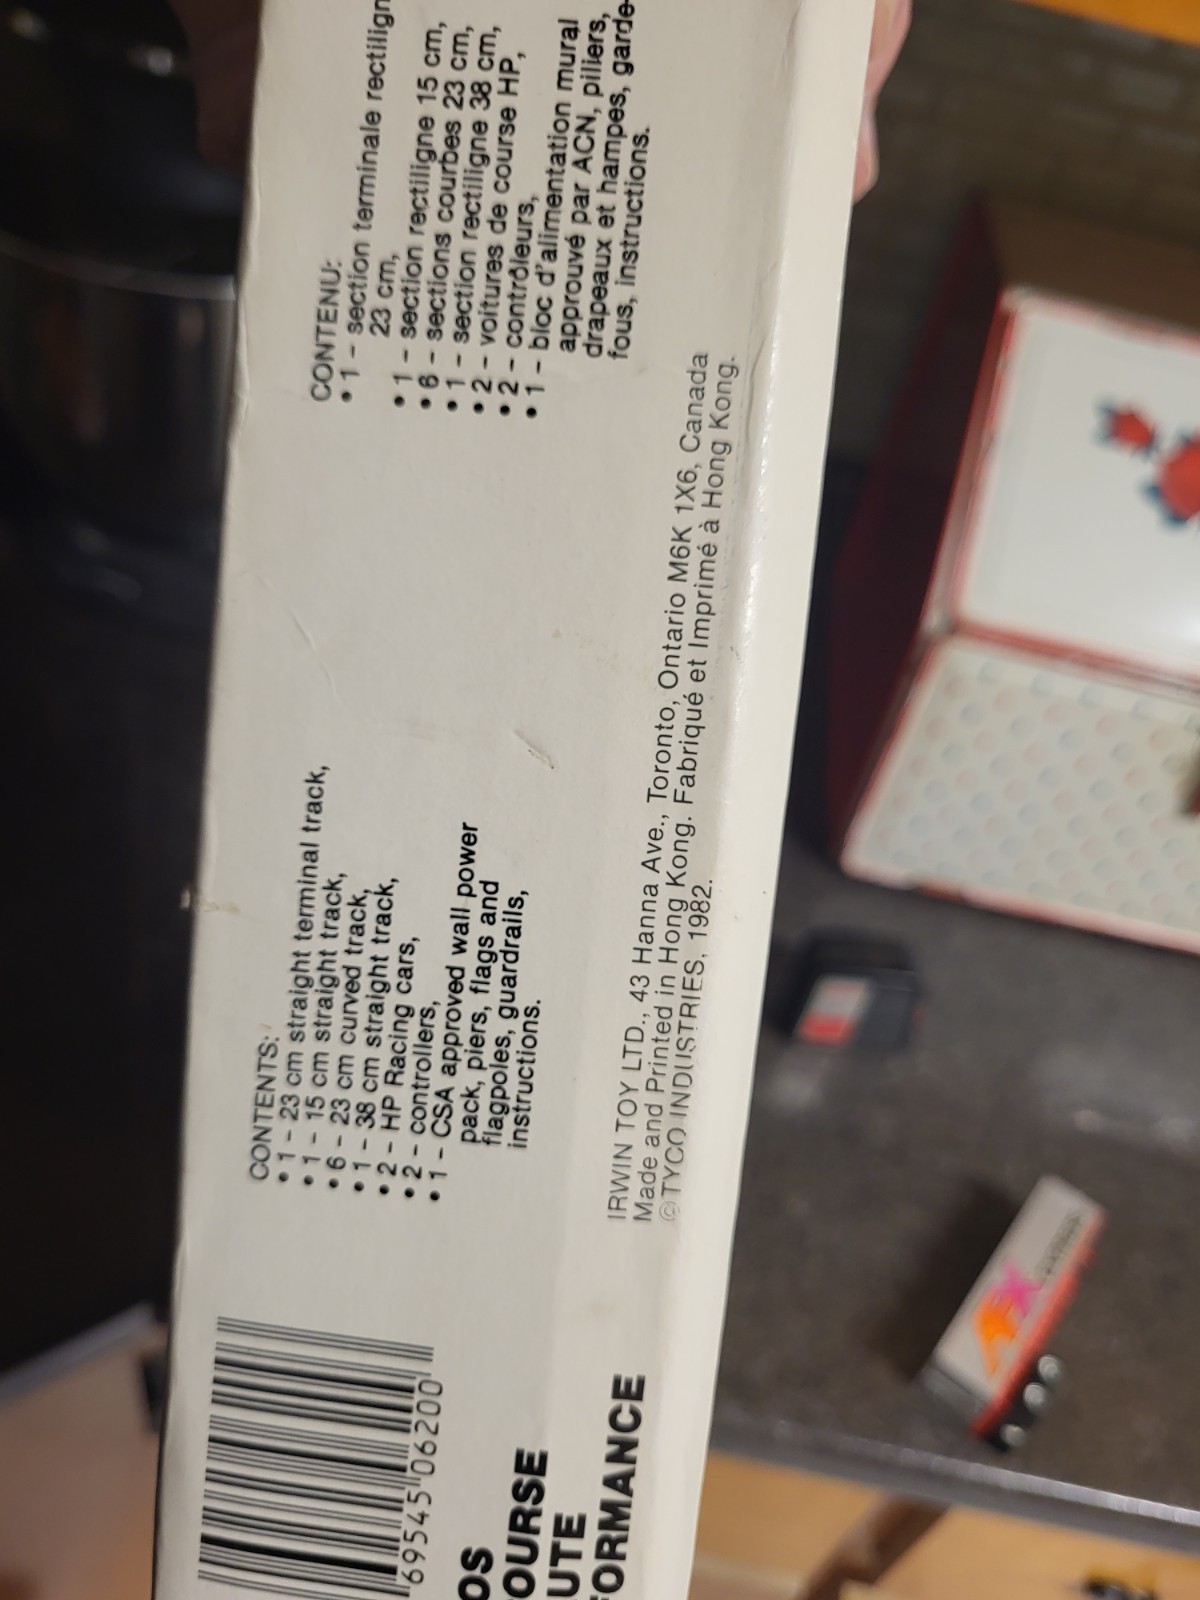 CONTENTS:
• 1 - 23 cm straight terminal track,
• 1 - 15 cm straight track,
• 6 - 23 cm curved track,
• 1 - 38 cm straight track,
• 2 - HP Racing cars,
• 2 - controllers,
• 1 - CSA approved wall power
pack, piers, flags and
flagpoles, guardrails,
instructions.
CONTENU:
• 1 - section terminale rectilign
23 cm,
• 1 - section rectiligne 15 cm,
• 6 - sections courbes 23 cm,
• 1 - section rectiligne 38 cm,
• 2 - voitures de course HP,
• 2 - contrôleurs,
• 1 - bloc d'alimentation mural
approuvé par ACN, piliers,
drapeaux et hampes, garde-
fous, instructions.
IRWIN TOY LTD., 43 Hanna Ave., Toronto, Ontario M6K 1X6, Canada
Made and Printed in Hong Kong. Fabriqué et Imprimé à Hong Kong.
©TYCO INDUSTRIES, 1982.
69545 06200
OS
OURSE
UTE
FORMANCE
AFX